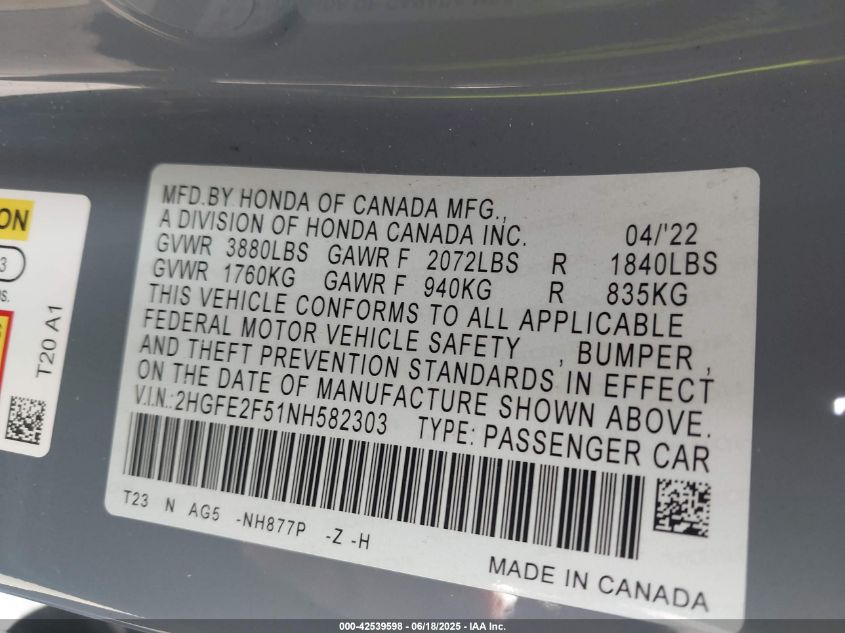 MFD.BY HONDA OF CANADA MFG.,
A DIVISION OF HONDA CANADA INC. 04/'22
GVWR 3880LBS GAWR F 2072LBS R 1840LBS
GVWR 1760KG GAWR F 940KG R 835KG
THIS VEHICLE CONFORMS TO ALL APPLICABLE
FEDERAL MOTOR VEHICLE SAFETY , BUMPER ,
AND THEFT PREVENTION STANDARDS IN EFFECT
ON THE DATE OF MANUFACTURE SHOWN ABOVE.
V.I.N.:2HGFE2F51NH582303 TYPE: PASSENGER CAR
T23 N AG5 -NH877P -Z -H
MADE IN CANADA
ON
3
T20 A1
000-42539598 - 06/18/2025 - IAA Inc.